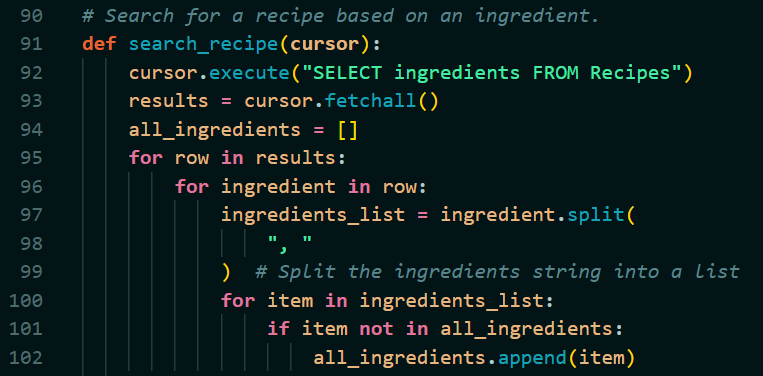 90 # Search for a recipe based on an ingredient.
91 def search_recipe(cursor):
92 cursor.execute("SELECT ingredients FROM Recipes")
93 results = cursor.fetchall()
94 all_ingredients = []
95 for row in results:
96 for ingredient in row:
97 ingredients_list = ingredient.split(
98 ", "
99 ) # Split the ingredients string into a list
100 for item in ingredients_list:
101 if item not in all_ingredients:
102 all_ingredients.append(item)